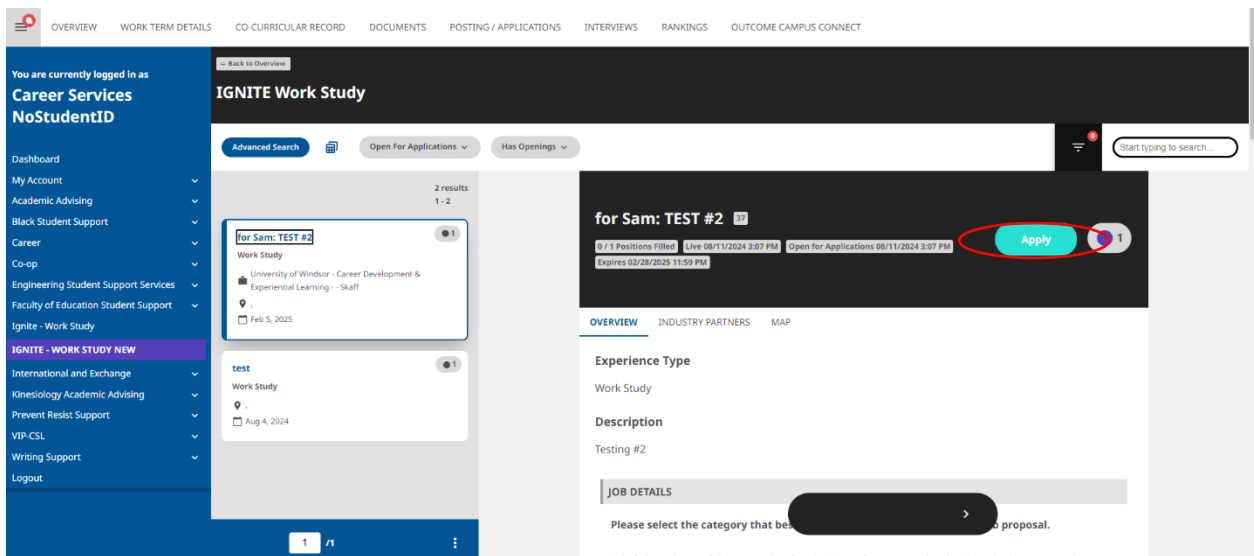 OVERVIEW WORK TERM DETAILS CO-CURRICULAR RECORD DOCUMENTS POSTING / APPLICATIONS INTERVIEWS RANKINGS OUTCOME CAMPUS CONNECT
You are currently logged in as
Career Services
NoStudentID
Dashboard
My Account
Academic Advising
Black Student Support
Career
Co-op
Engineering Student Support Services
Faculty of Education Student Support
Ignite - Work Study
IGNITE - WORK STUDY NEW
International and Exchange
Kinesiology Academic Advising
Prevent Resist Support
VIP-CSL
Writing Support
Logout
Back to Overview
IGNITE Work Study
Advanced Search Open For Applications Has Openings 0 Start typing to search...
2 results
1 - 2
for Sam: TEST #2 1
Work Study
University of Windsor - Career Development &
Experiential Learning - - Skaff
,
Feb 5, 2025
test 1
Work Study
,
Aug 4, 2024
1 /1
for Sam: TEST #2 37
0 / 1 Positions Filled Live 08/11/2024 3:07 PM Open for Applications 08/11/2024 3:07 PM
Expires 02/28/2025 11:59 PM
Apply 1
OVERVIEW INDUSTRY PARTNERS MAP
Experience Type
Work Study
Description
Testing #2
JOB DETAILS
Please select the category that proposal.